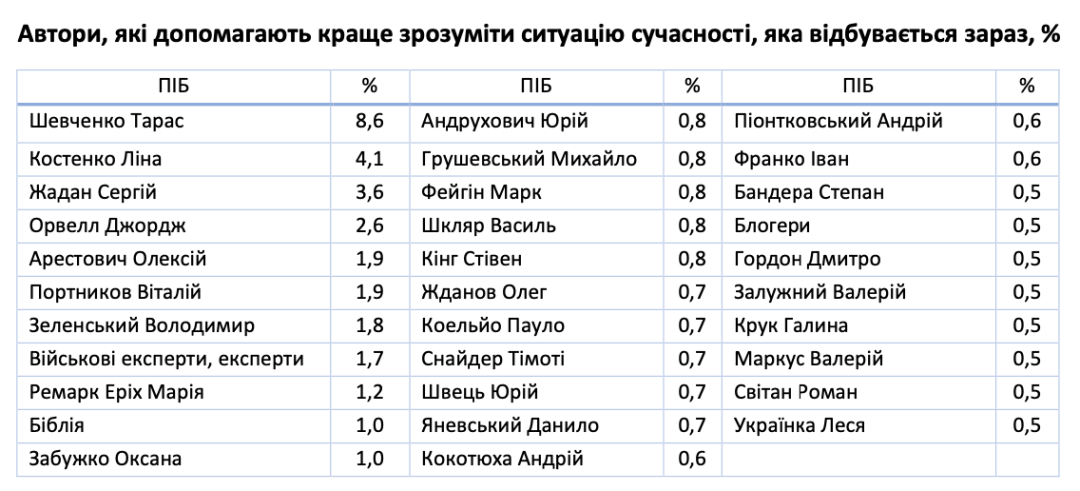 Автори, які допомагають краще зрозуміти ситуацію сучасності, яка відбувається зараз, %
ПІБ % ПІБ % ПІБ %
Шевченко Тарас 8,6 Андрухович Юрій 0,8 Піонтковський Андрій 0,6
Костенко Ліна 4,1 Грушевський Михайло 0,8 Франко Іван 0,6
Жадан Сергій 3,6 Фейгін Марк 0,8 Бандера Степан 0,5
Орвелл Джордж 2,6 Шкляр Василь 0,8 Блогери 0,5
Арестович Олексій 1,9 Кінг Стівен 0,8 Гордон Дмитро 0,5
Портников Віталій 1,9 Жданов Олег 0,7 Залужний Валерій 0,5
Зеленський Володимир 1,8 Коельйо Пауло 0,7 Крук Галина 0,5
Військові експерти, експерти 1,7 Снайдер Тімоті 0,7 Маркус Валерій 0,5
Ремарк Еріх Марія 1,2 Швець Юрій 0,7 Світан Роман 0,5
Біблія 1,0 Яневський Данило 0,7 Українка Леся 0,5
Забужко Оксана 1,0 Кокотюха Андрій 0,6